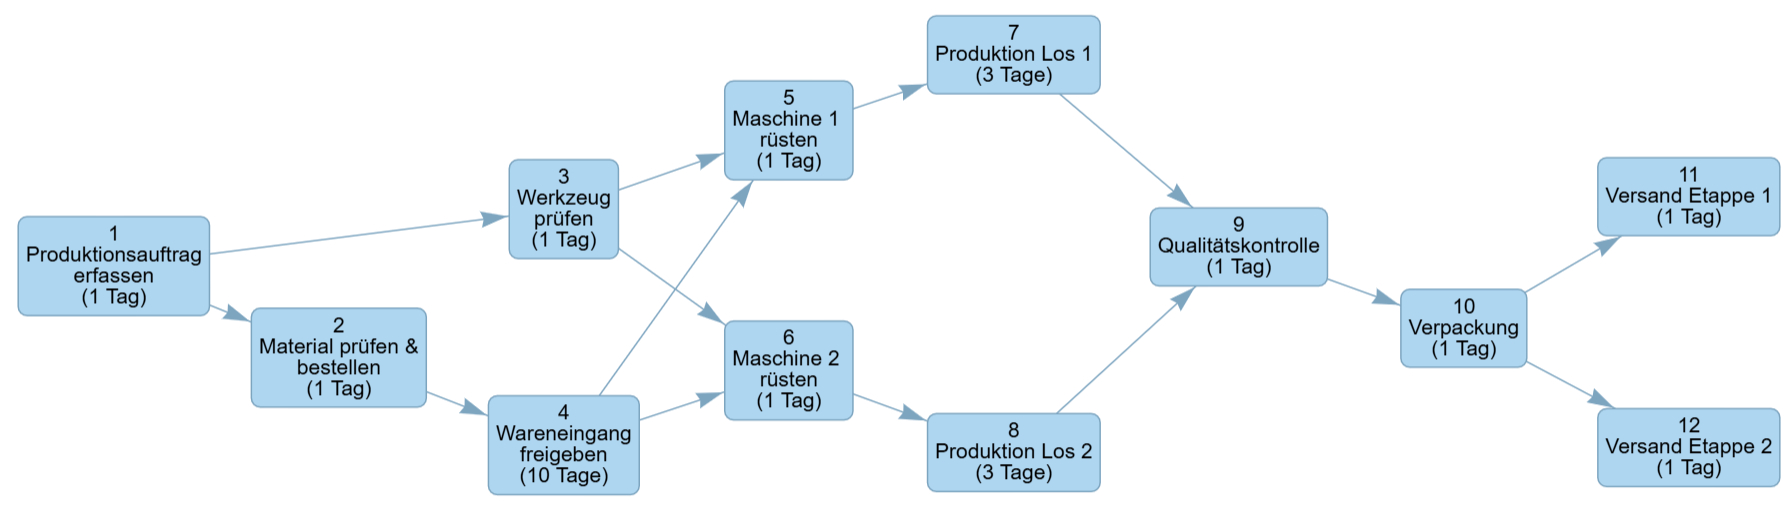 1
Produktionsauftrag
erfassen
(1 Tag)
2
Material prüfen &
bestellen
(1 Tag)
3
Werkzeug
prüfen
(1 Tag)
4
Wareneingang
freigeben
(10 Tage)
5
Maschine 1
rüsten
(1 Tag)
6
Maschine 2
rüsten
(1 Tag)
7
Produktion Los 1
(3 Tage)
8
Produktion Los 2
(3 Tage)
9
Qualitätskontrolle
(1 Tag)
10
Verpackung
(1 Tag)
11
Versand Etappe 1
(1 Tag)
12
Versand Etappe 2
(1 Tag)